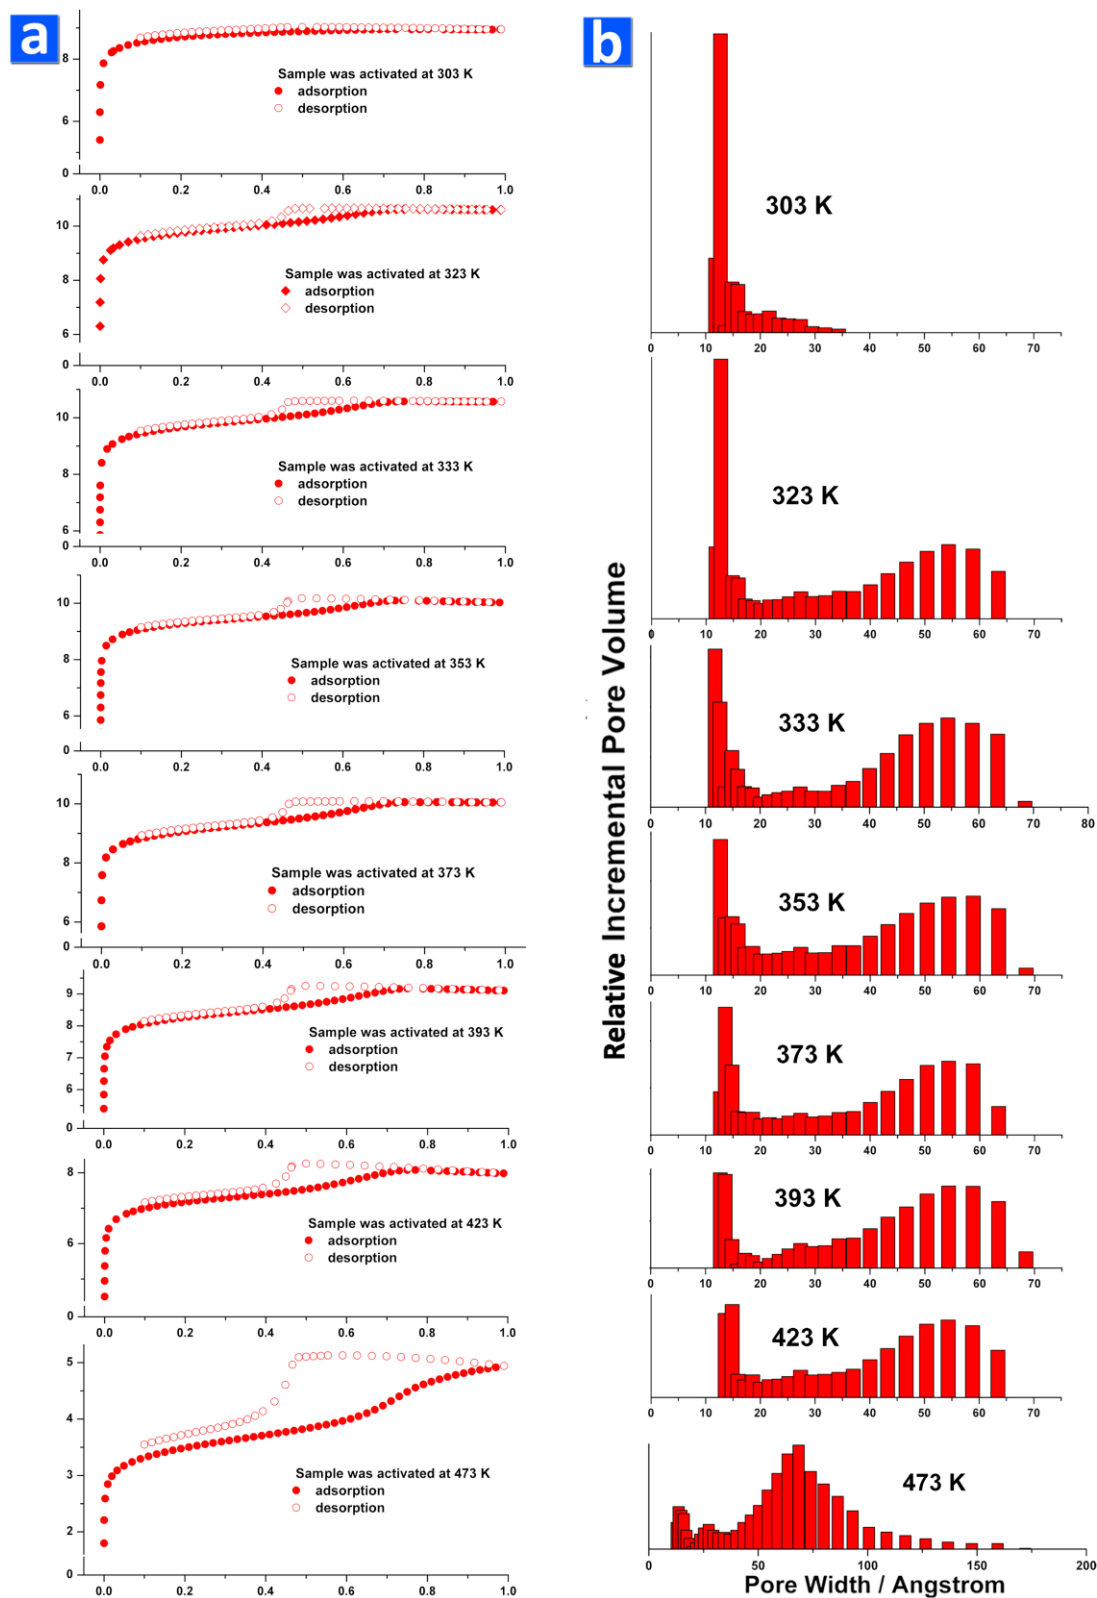 a
8
6
0
0.0 0.2 0.4 0.6 0.8 1.0
Sample was activated at 303 K
adsorption
desorption
10
8
6
0
0.0 0.2 0.4 0.6 0.8 1.0
Sample was activated at 323 K
adsorption
desorption
10
8
6
0
0.0 0.2 0.4 0.6 0.8 1.0
Sample was activated at 333 K
adsorption
desorption
10
8
6
0
0.0 0.2 0.4 0.6 0.8 1.0
Sample was activated at 353 K
adsorption
desorption
10
8
6
0
0.0 0.2 0.4 0.6 0.8 1.0
Sample was activated at 373 K
adsorption
desorption
9
8
7
6
5
0
0.0 0.2 0.4 0.6 0.8 1.0
Sample was activated at 393 K
adsorption
desorption
8
6
0
0.0 0.2 0.4 0.6 0.8 1.0
Sample was activated at 423 K
adsorption
desorption
5
4
3
2
0
0.0 0.2 0.4 0.6 0.8 1.0
Sample was activated at 473 K
adsorption
desorption
b
Relative Incremental Pore Volume
303 K
0 10 20 30 40 50 60 70
323 K
0 10 20 30 40 50 60 70
333 K
0 10 20 30 40 50 60 70 80
353 K
0 10 20 30 40 50 60 70
373 K
0 10 20 30 40 50 60 70
393 K
0 10 20 30 40 50 60 70
423 K
0 10 20 30 40 50 60 70
473 K
0 50 100 150 200
Pore Width / Angstrom